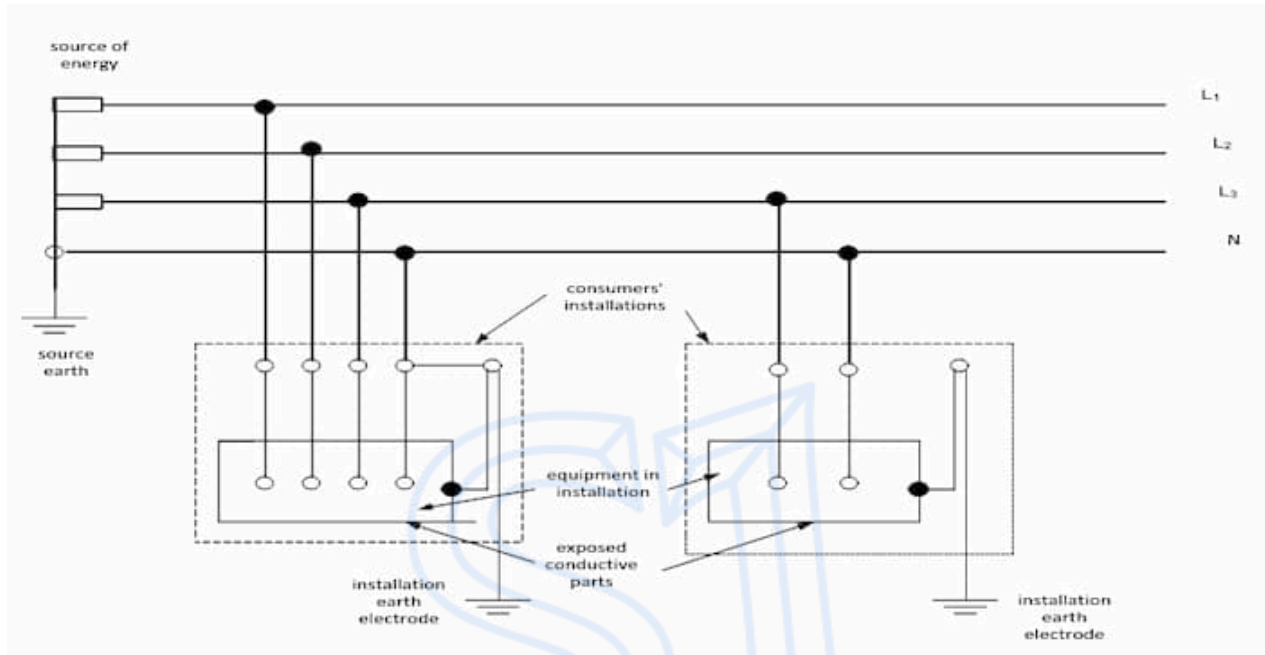 source of
energy
L1
L2
L3
N
source
earth
consumers'
installations
equipment in
installation
exposed
conductive
parts
installation
earth
electrode
installation
earth
electrode